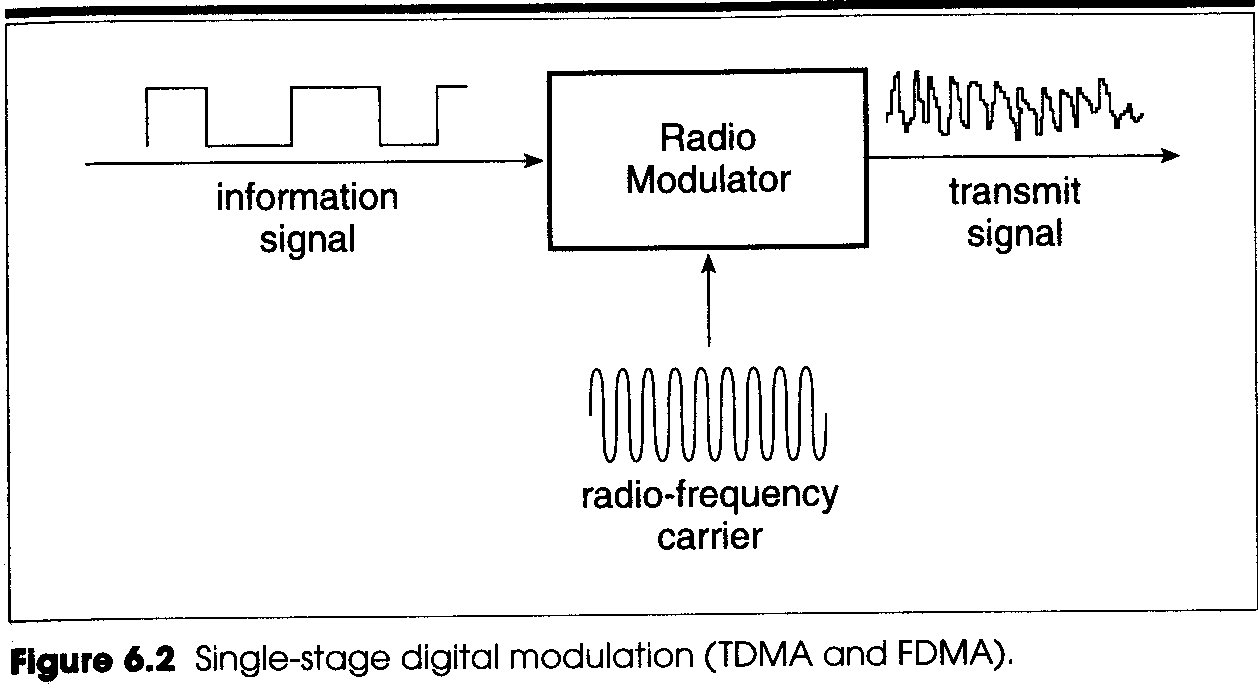 Radio
Modulator
information
signal
transmit
signal
radio-frequency
carrier
Figure 6.2 Single-stage digital modulation (TDMA and FDMA).